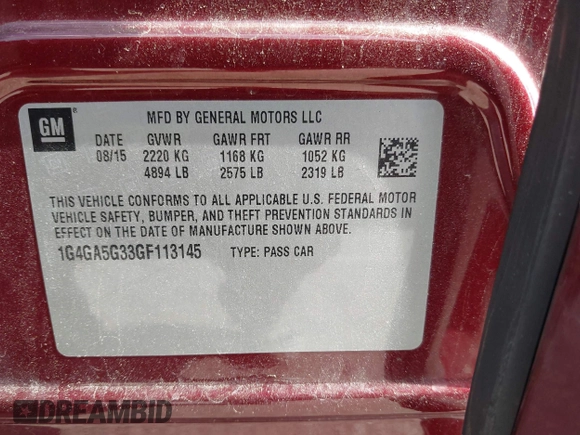 GM
®
MFD BY GENERAL MOTORS LLC
DATE GVWR GAWR FRT GAWR RR
08/15 2220 KG 1168 KG 1052 KG
4894 LB 2575 LB 2319 LB
THIS VEHICLE CONFORMS TO ALL APPLICABLE U.S. FEDERAL MOTOR
VEHICLE SAFETY, BUMPER, AND THEFT PREVENTION STANDARDS IN
EFFECT ON THE DATE OF MANUFACTURE SHOWN ABOVE.
1G4GA5G33GF113145 TYPE: PASS CAR
DREAMBID